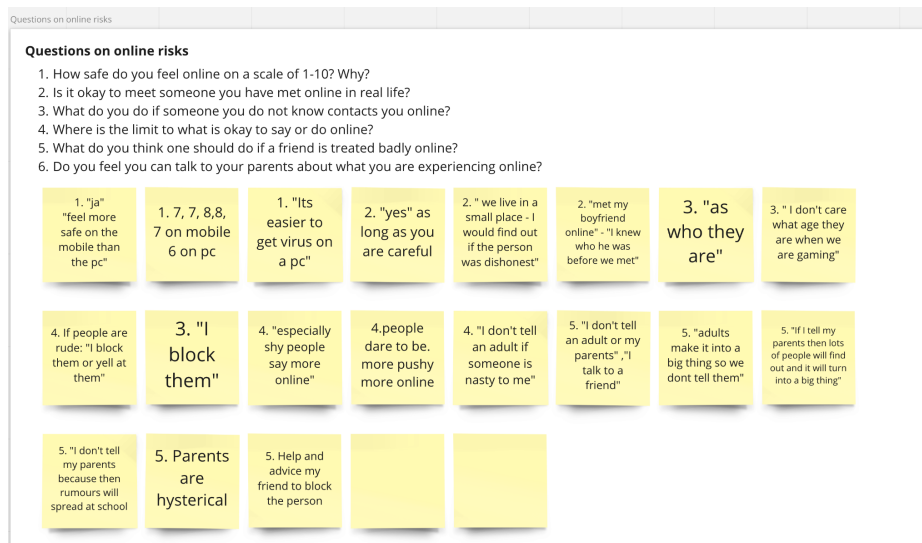 Questions on online risks
Questions on online risks
1. How safe do you feel online on a scale of 1-10? Why?
2. Is it okay to meet someone you have met online in real life?
3. What do you do if someone you do not know contacts you online?
4. Where is the limit to what is okay to say or do online?
5. What do you think one should do if a friend is treated badly online?
6. Do you feel you can talk to your parents about what you are experiencing online?
1. "ja"
"feel more
safe on the
mobile than
the pc"
1. 7, 7, 8,8,
7 on mobile
6 on pc
1. "Its
easier to
get virus on
a pc"
2. "yes" as
long as you
are careful
2. " we live in a
small place - I
would find out
if the person
was dishonest"
2. "met my
boyfriend
online" - "I knew
who he was
before we met"
3. "as
who they
are"
3. " I don't care
what age they
are when we
are gaming"
4. If people are
rude: "I block
them or yell at
them"
3. "I
block
them"
4. "especially
shy people
say more
online"
4.people
dare to be.
more pushy
more online
4. "I don't tell
an adult if
someone is
nasty to me"
5. "I don't tell
an adult or my
parents" ,"I
talk to a
friend"
5. "adults
make it into a
big thing so we
dont tell them"
5. "If I tell my
parents then lots
of people will find
out and it will turn
into a big thing"
5. "I don't tell
my parents
because then
rumours will
spread at school
5. Parents
are
hysterical
5. Help and
advice my
friend to block
the person